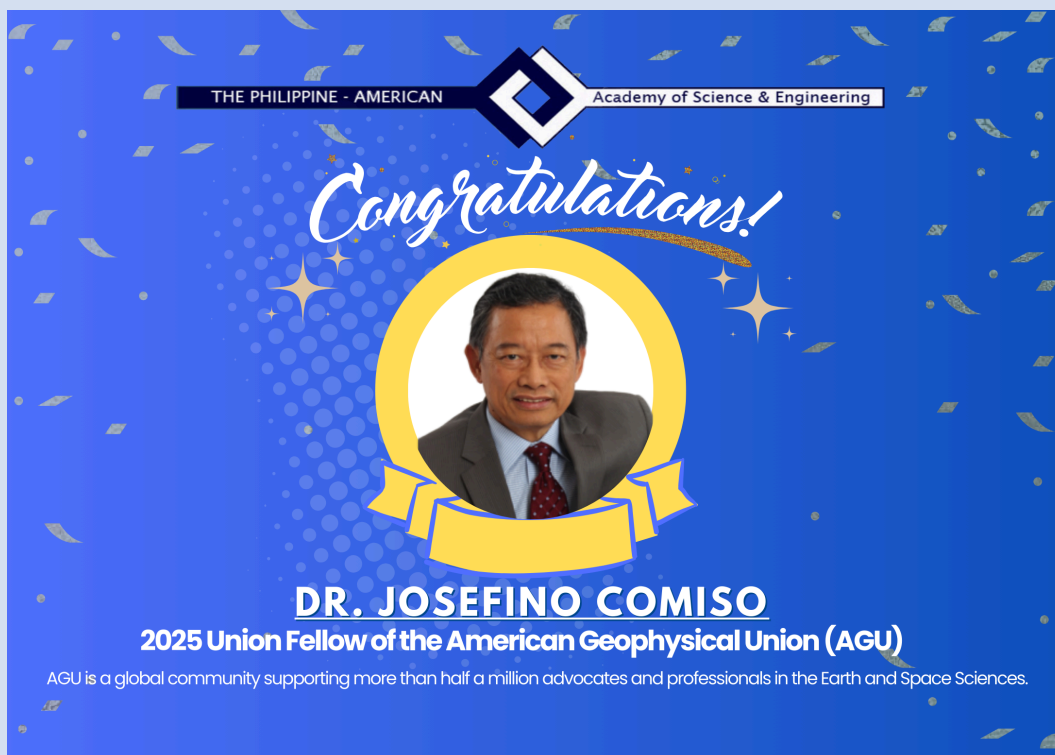 THE PHILIPPINE - AMERICAN Academy of Science & Engineering
Congratulations!
DR. JOSEFINO COMISO
2025 Union Fellow of the American Geophysical Union (AGU)
AGU is a global community supporting more than half a million advocates and professionals in the Earth and Space Sciences.